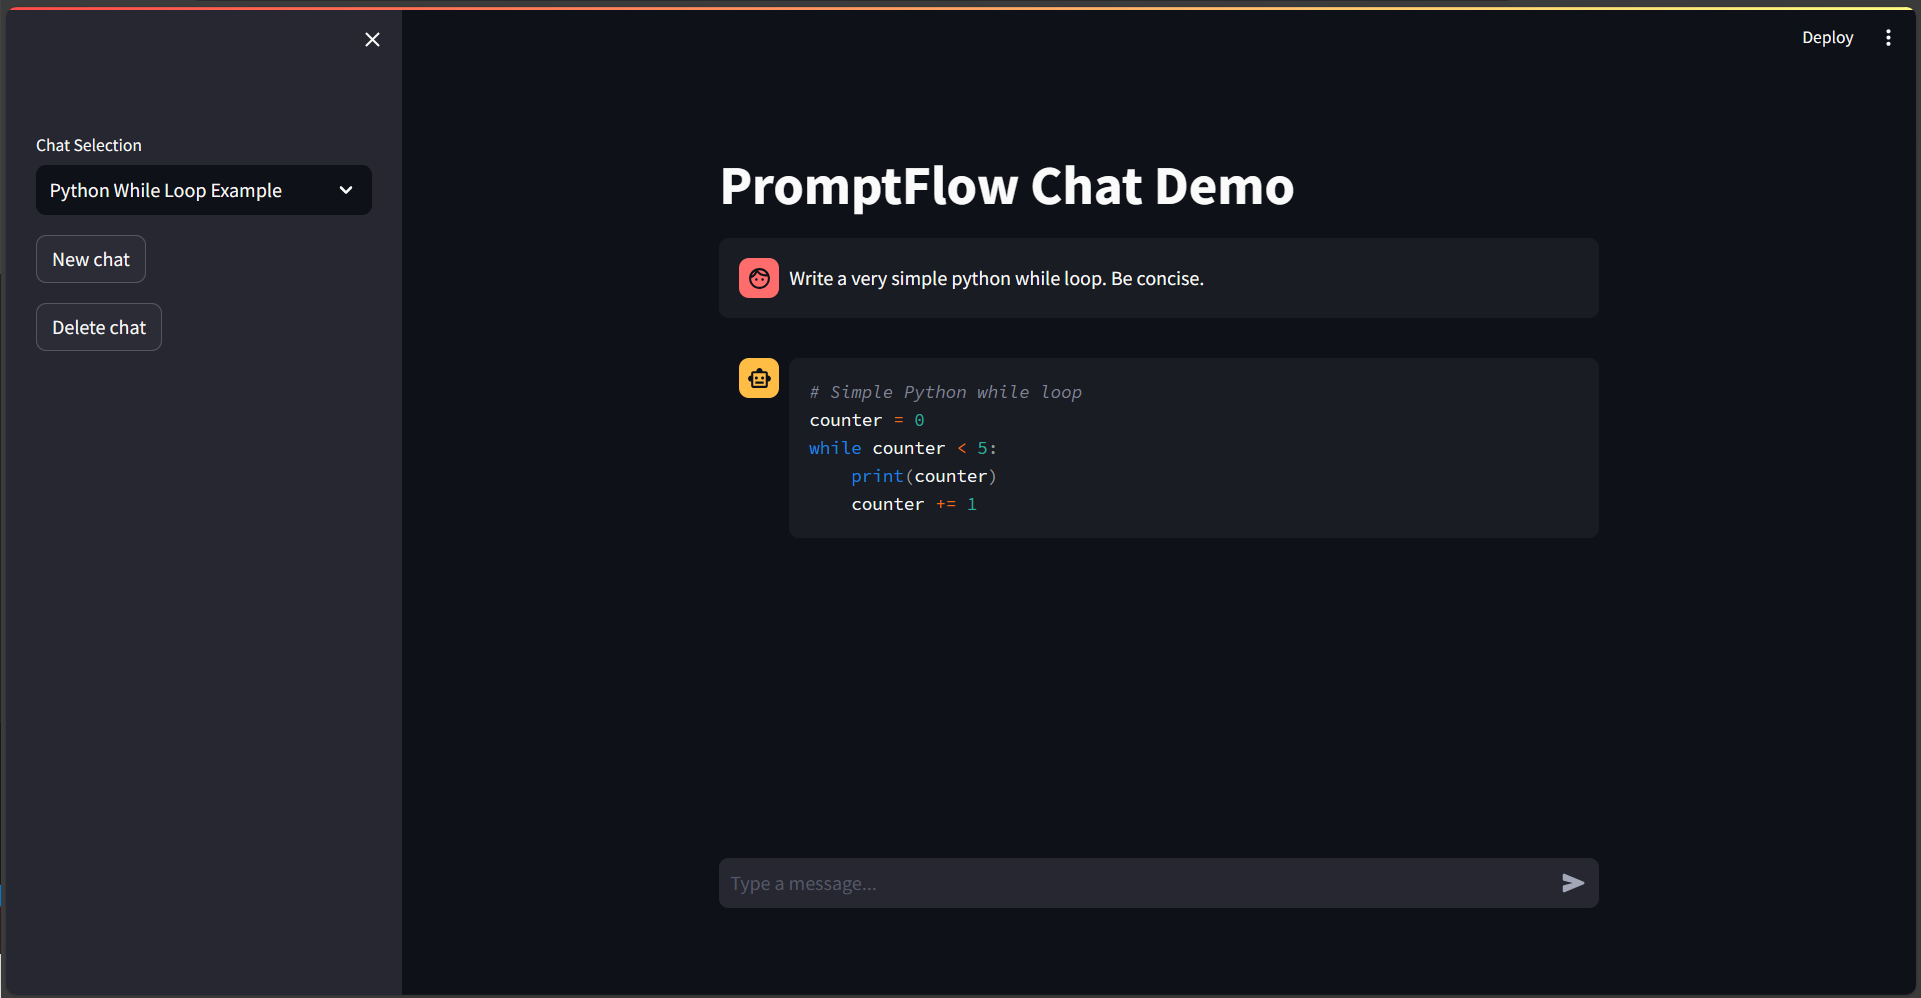 Deploy
Chat Selection
Python While Loop Example
New chat
Delete chat
PromptFlow Chat Demo
Write a very simple python while loop. Be concise.
# Simple Python while loop
counter = 0
while counter < 5:
    print(counter)
    counter += 1
Type a message...